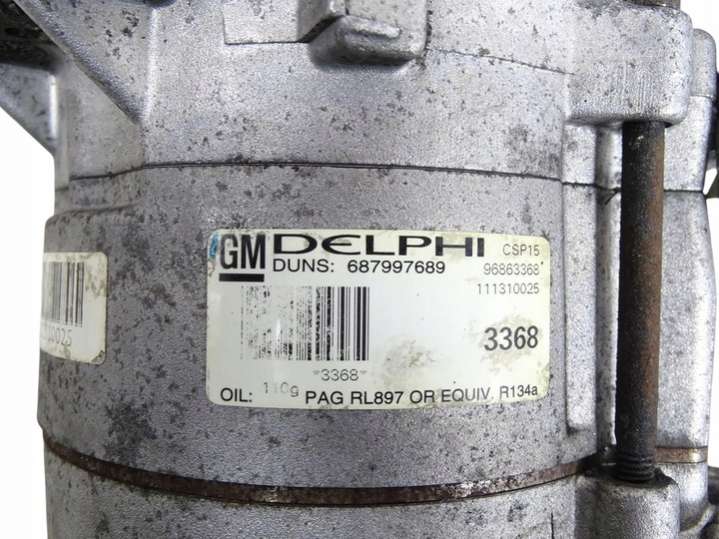 GM DELPHI CSP15
DUNS: 687997689 96863368
111310025
3368
*3368*
OIL: 110g PAG RL897 OR EQUIV. R134a